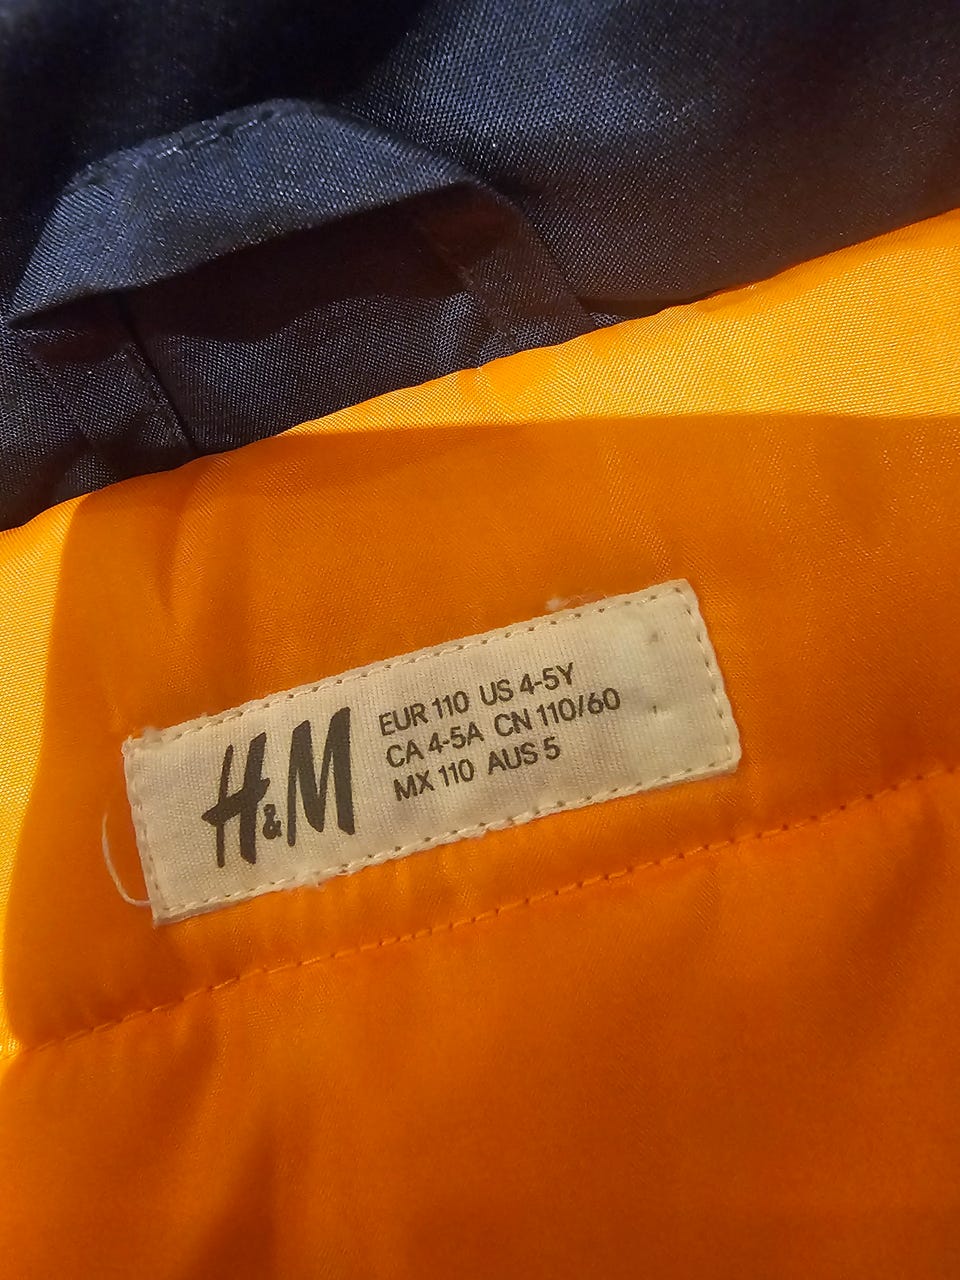 H&M
EUR 110 US 4-5Y
CA 4-5A CN 110/60
MX 110 AUS 5